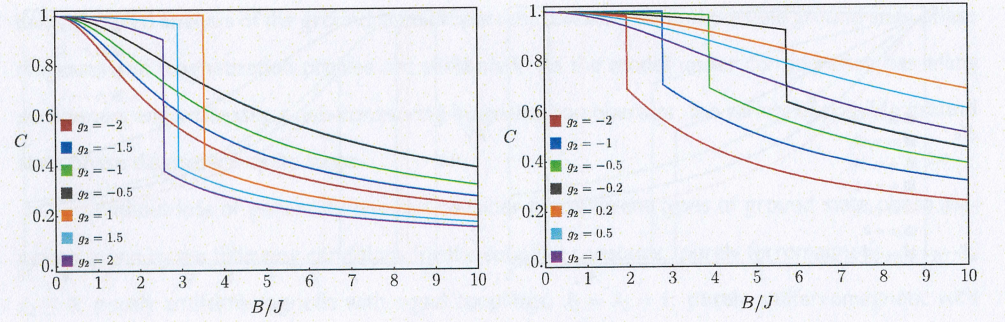 1.
0.8
0.6
C
0.4
0.2
0.
g₂ = −2
g₂ = −1.5
g₂ = −1
g₂ = −0.5
g₂ = 1
g₂ = 1.5
g₂ = 2
0 1 2 3 4 5 6 7 8 9 10
B/J
1.
0.8
0.6
C
0.4
0.2
0.
g₂ = −2
g₂ = −1
g₂ = −0.5
g₂ = −0.2
g₂ = 0.2
g₂ = 0.5
g₂ = 1
0 1 2 3 4 5 6 7 8 9 10
B/J